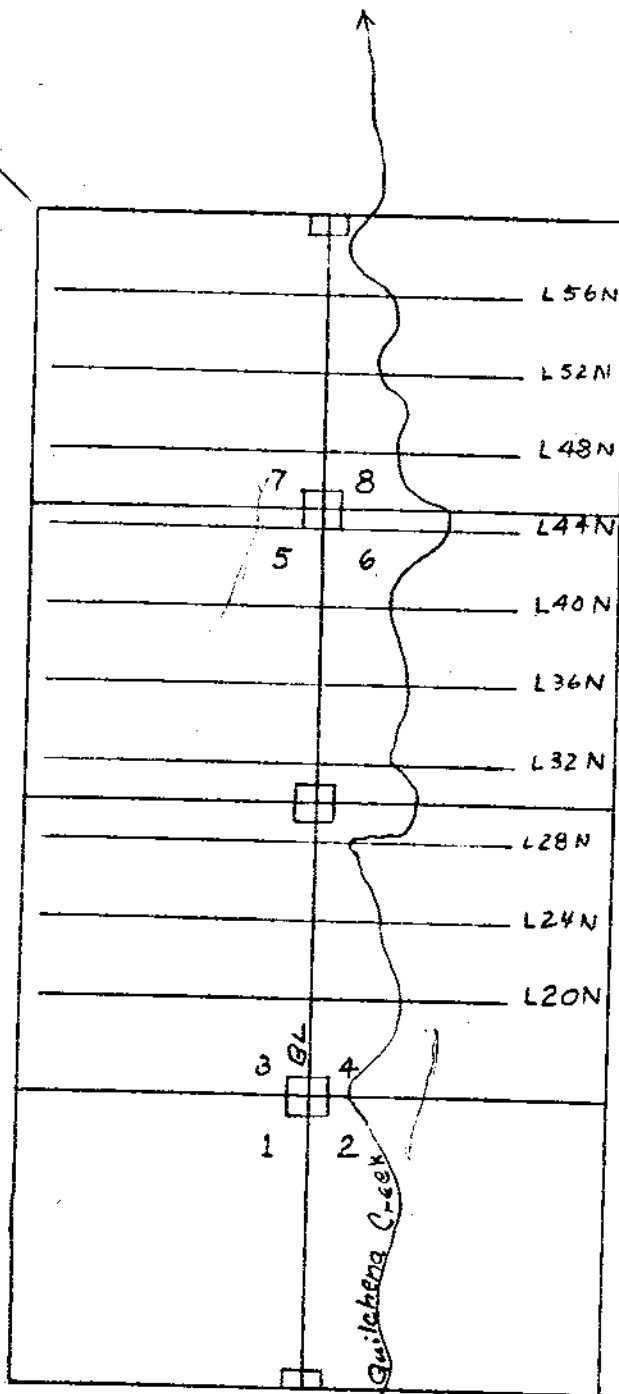 L56N
L52N
L48N
7 8
L44N
5 6
L40N
L36N
L32N
L28N
L24N
L20N
BL
3 4
1 2
Quilchena Creek